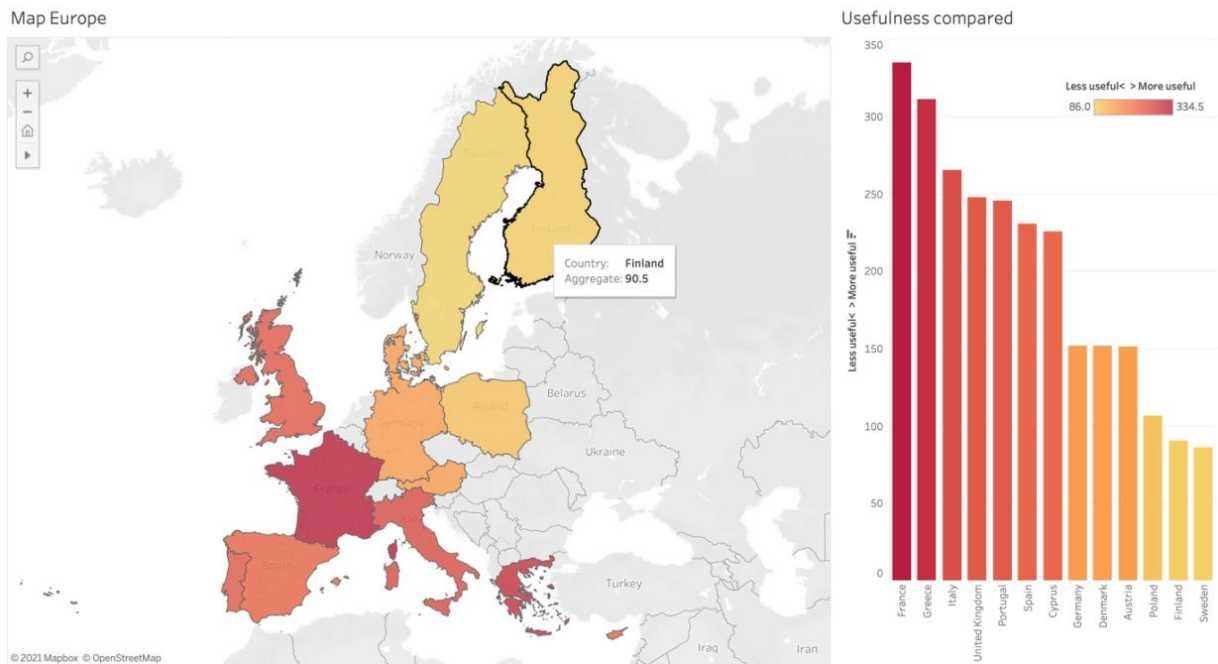 Map Europe
Usefulness compared
Sweden
Finland
Norway
Country: Finland
Aggregate: 90.5
Belarus
Germany
Poland
Ukraine
France
Spain
Turkey
Iraq
Iran
© 2021 Mapbox © OpenStreetMap
Less useful< > More useful
86.0
334.5
Less useful< > More useful
350
300
250
200
150
100
50
0
France
Greece
Italy
United Kingdom
Portugal
Spain
Cyprus
Germany
Denmark
Austria
Poland
Finland
Sweden